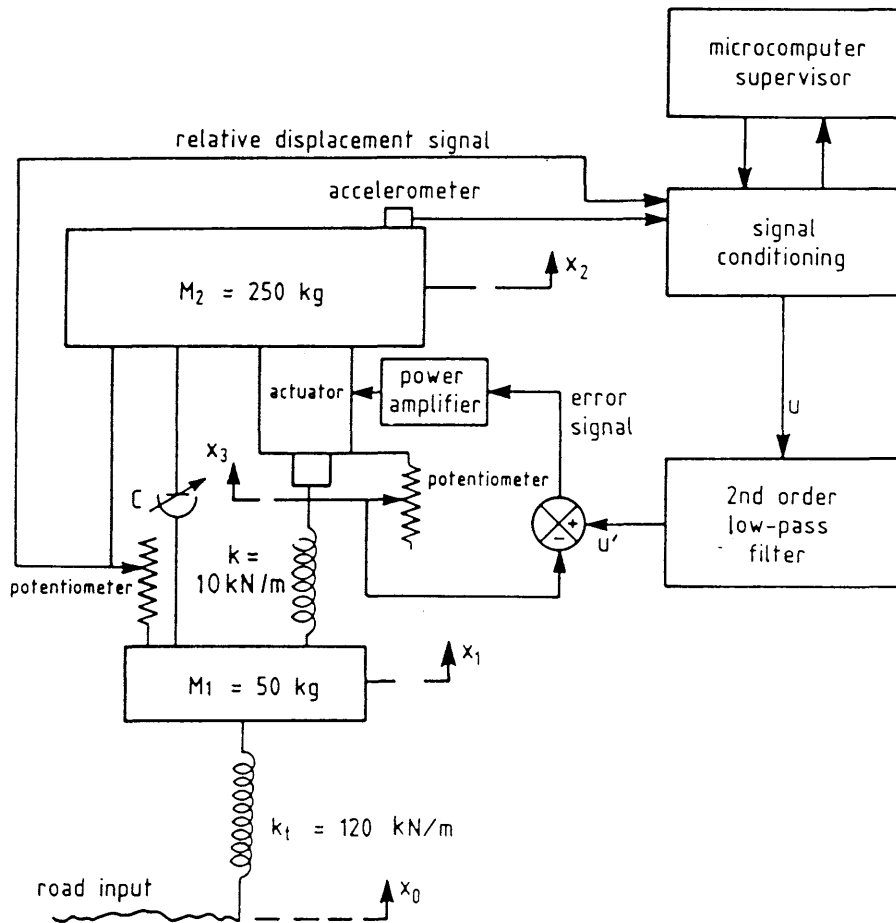 microcomputer
supervisor
relative displacement signal
accelerometer
signal
conditioning
M₂ = 250 kg
x₂
actuator
power
amplifier
error
signal
u
x₃
potentiometer
2nd order
low-pass
filter
C
+
−
u'
k =
10 kN/m
potentiometer
x₁
M₁ = 50 kg
kₜ = 120 kN/m
road input
x₀